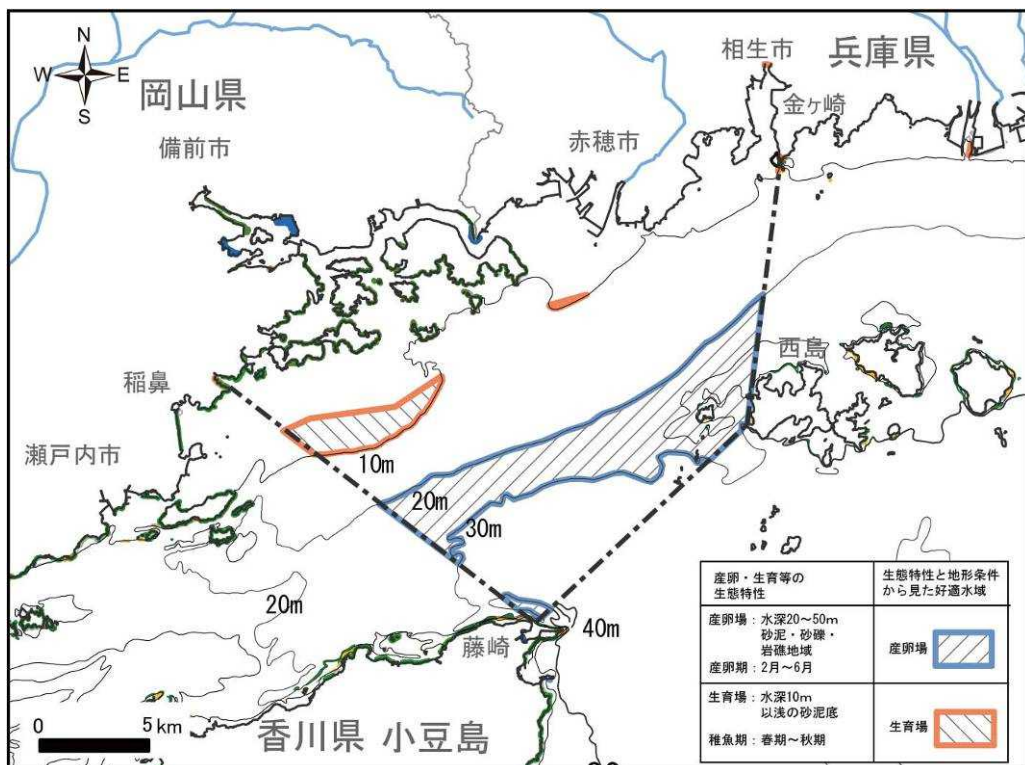 N
W E
S
岡山県
備前市
相生市
兵庫県
金ヶ崎
赤穂市
西島
稲鼻
瀬戸内市
10m
20m
30m
20m
40m
藤崎
0 5km
香川県 小豆島
産卵・生育等の
生態特性
生態特性と地形条件
から見た好適水域
産卵場：水深20～50m
砂泥・砂礫・
岩礁地域
産卵期：2月～6月
産卵場
生育場：水深10m
以浅の砂泥底
稚魚期：春期～秋期
生育場